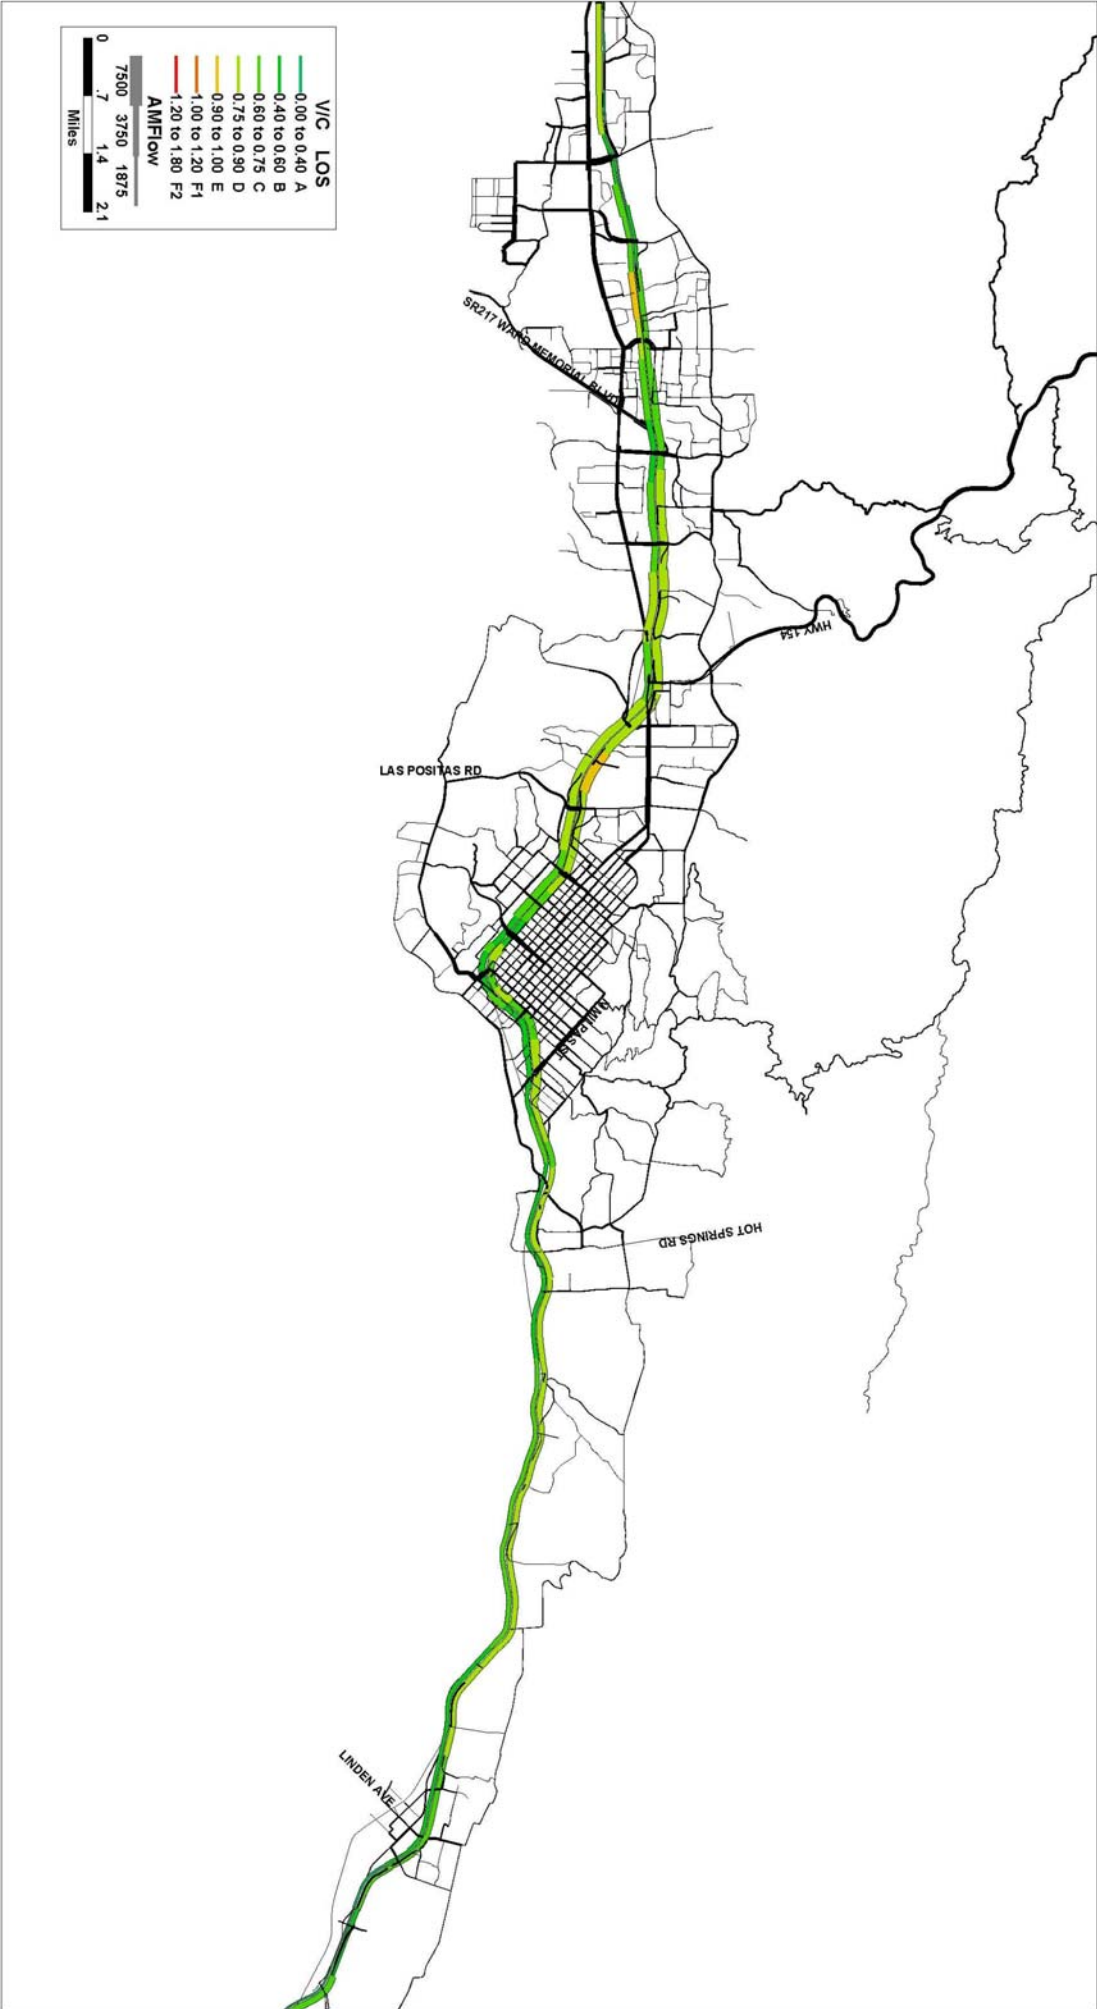 V/C LOS
0.00 to 0.40 A
0.40 to 0.60 B
0.60 to 0.75 C
0.75 to 0.90 D
0.90 to 1.00 E
1.00 to 1.20 F1
1.20 to 1.80 F2
AMFlow
7500 3750 1875
0 .7 1.4 2.1
Miles
SR217 WARD MEMORIAL BLVD
HWY 154
LAS POSITAS RD
N MILPAS ST
HOT SPRINGS RD
LINDEN AVE